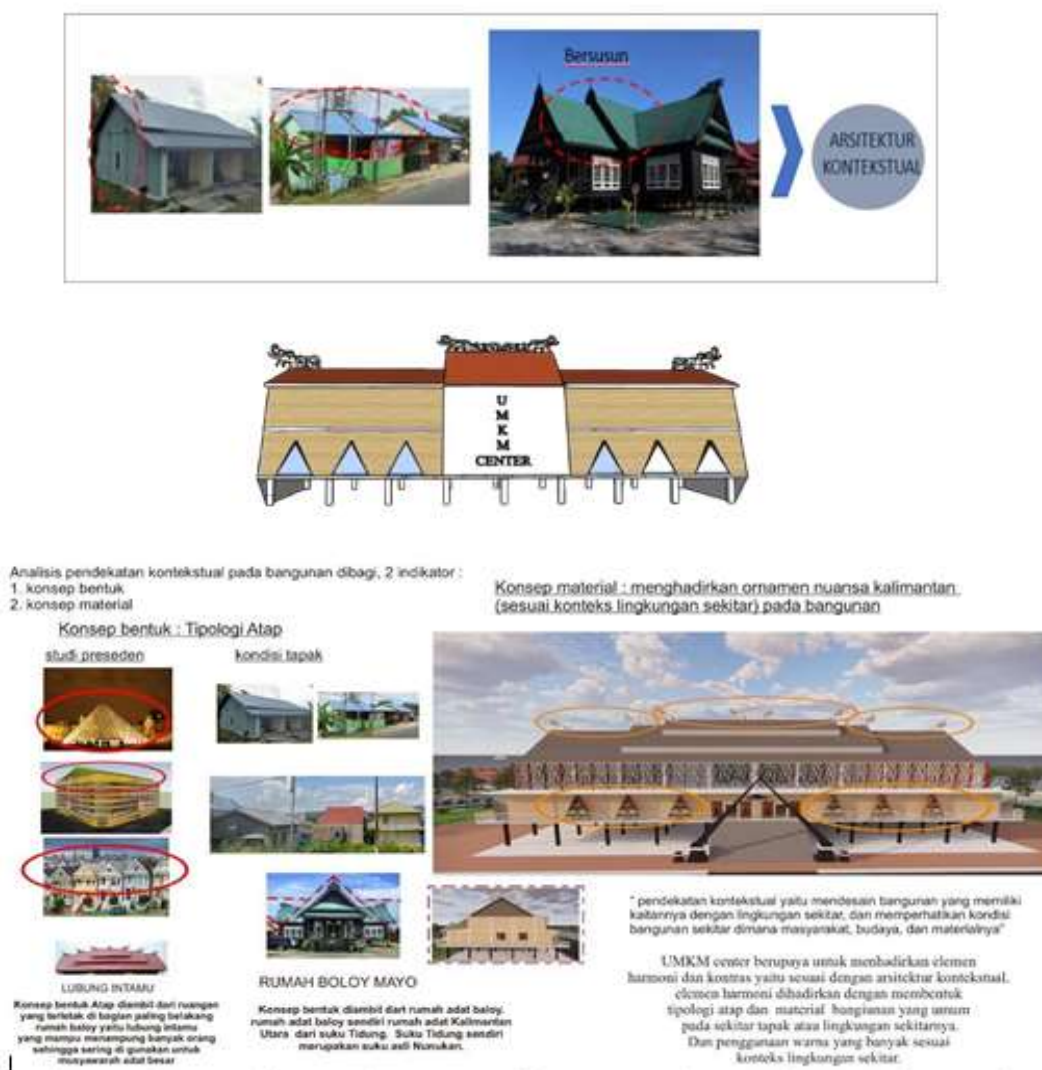 Bersusun
ARSITEKTUR
KONTEKSTUAL
U
M
K
M
CENTER
Analisis pendekatan kontekstual pada bangunan dibagi, 2 indikator :
1. konsep bentuk
2. konsep material
Konsep bentuk : Tipologi Atap
studi preseden
kondisi tapak
LUBUNG INTAMU
Konsep bentuk Atap diambil dari ruangan
yang terletak di bagian paling belakang
rumah baloy yaitu lubung intamu
yang mampu menampung banyak orang
sehingga sering di gunakan untuk
musyawarah adat besar
RUMAH BOLOY MAYO
Konsep bentuk diambil dari rumah adat baloy.
rumah adat baloy sendiri rumah adat Kalimantan
Utara dari suku Tidung. Suku Tidung sendiri
merupakan suku asli Nunukan.
Konsep material : menghadirkan ornamen nuansa kalimantan
(sesuai konteks lingkungan sekitar) pada bangunan
" pendekatan kontekstual yaitu mendesain bangunan yang memiliki
kaitannya dengan lingkungan sekitar, dan memperhatikan kondisi
bangunan sekitar dimana masyarakat, budaya, dan materialnya"
UMKM center berupaya untuk menhadirkan elemen
harmoni dan kontras yaitu sesuai dengan arsitektur kontekstual.
elemen harmoni dihadirkan dengan membentuk
tipologi atap dan material bangunan yang umum
pada sekitar tapak atau lingkungan sekitarnya.
Dan penggunaan warna yang banyak sesuai
konteks lingkungan sekitar.